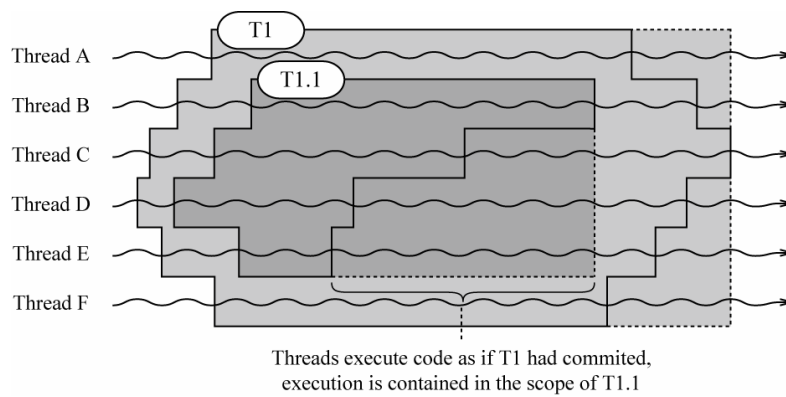 T1
Thread A
T1.1
Thread B
Thread C
Thread D
Thread E
Thread F
Threads execute code as if T1 had commited,
execution is contained in the scope of T1.1